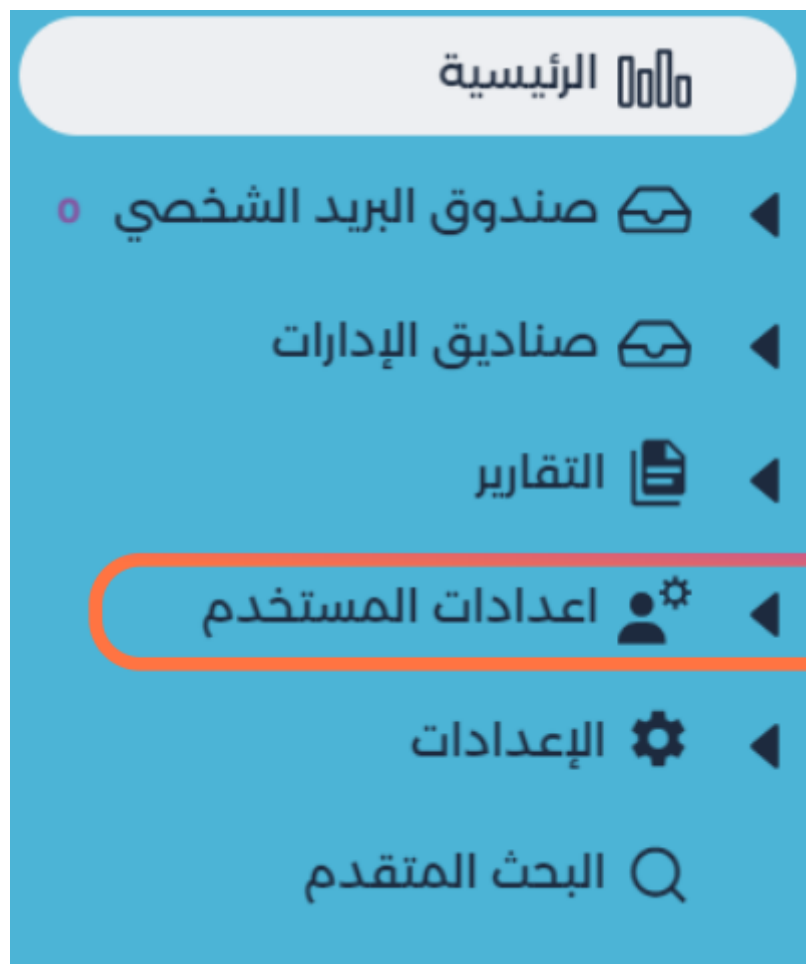 الرئيسية
صندوق البريد الشخصي 0
صناديق الإدارات
التقارير
اعدادات المستخدم
الإعدادات
البحث المتقدم